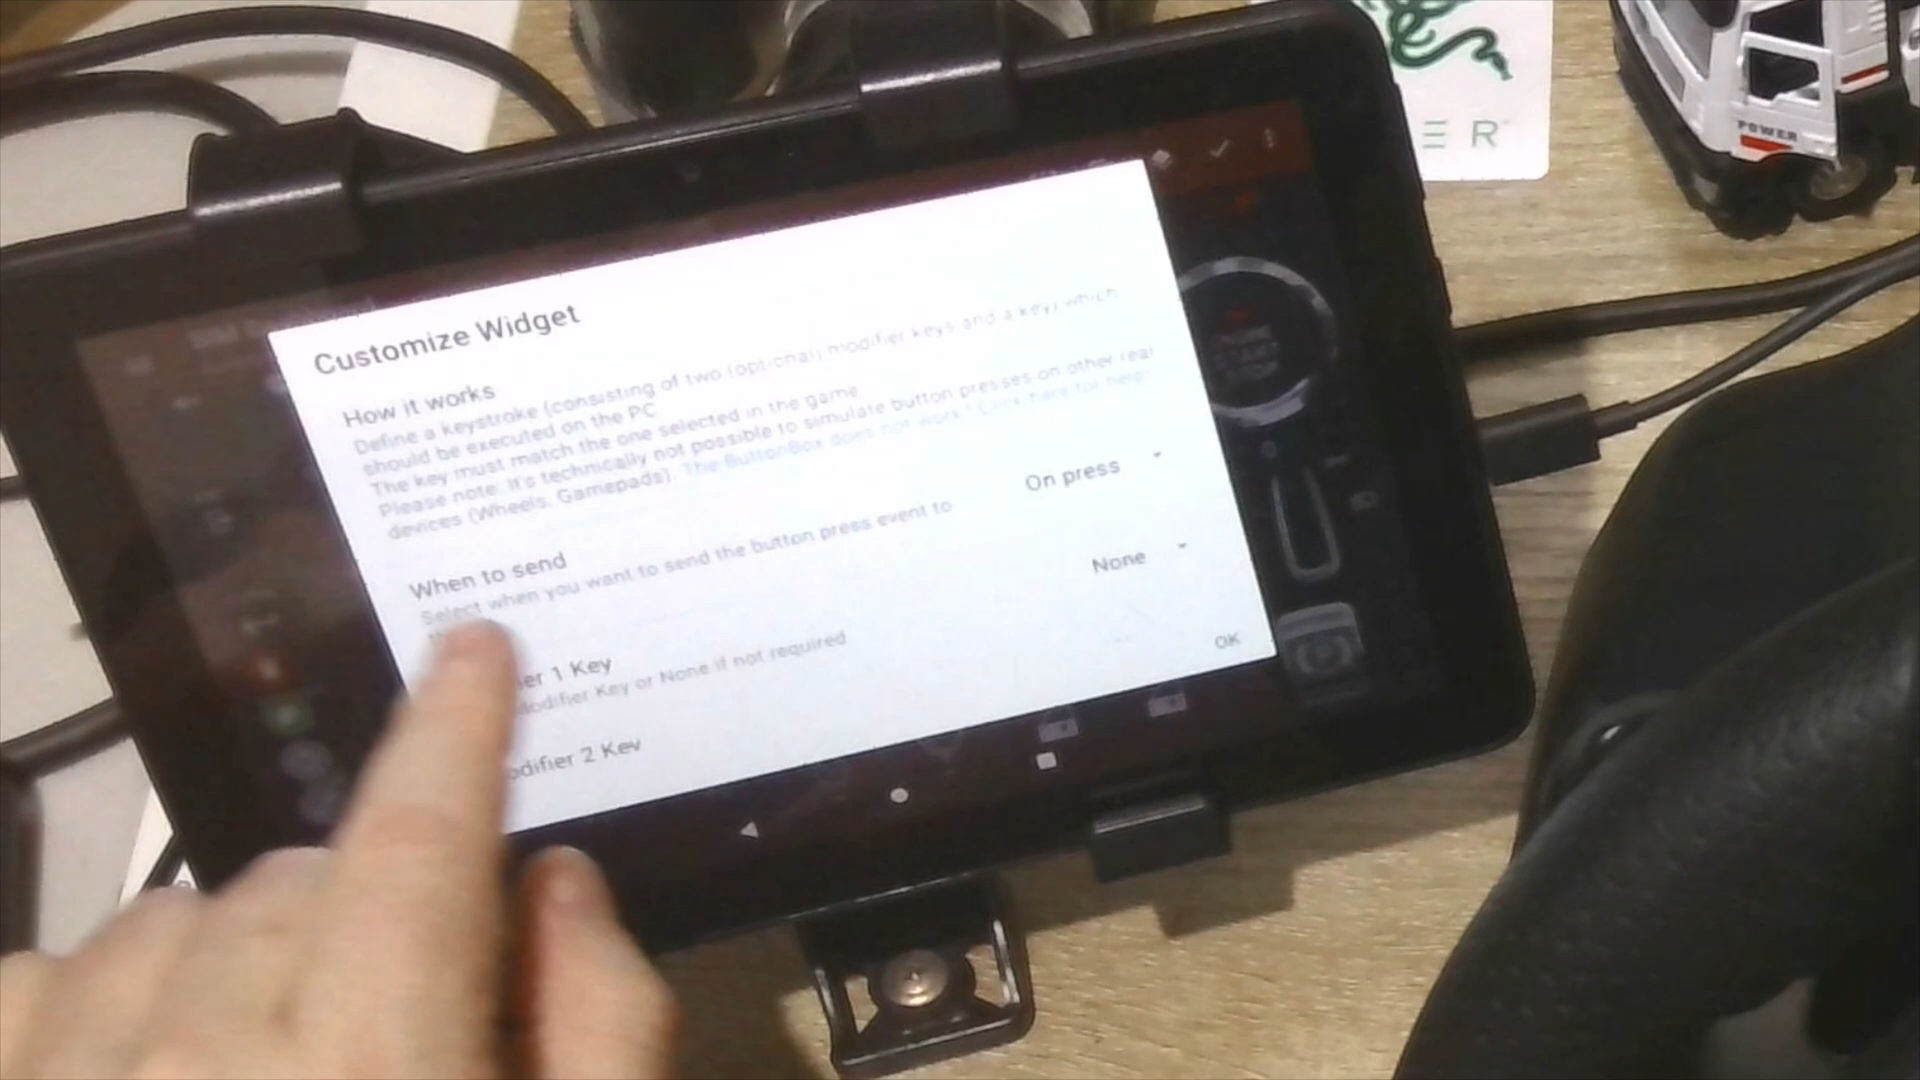 Customize Widget
How it works
Define a keystroke (consisting of two (optional) modifier keys and a key) which
should be executed on the PC
The key must match the one selected in the game
Please note: It's technically not possible to simulate button presses on other real
devices (Wheels, Gamepads). The ButtonBox does not work? Click here for help!
When to send
On press
Select when you want to send the button press event to
ier 1 Key
None
Modifier Key or None if not required
odifier 2 Key
OK
START
E R
POWER